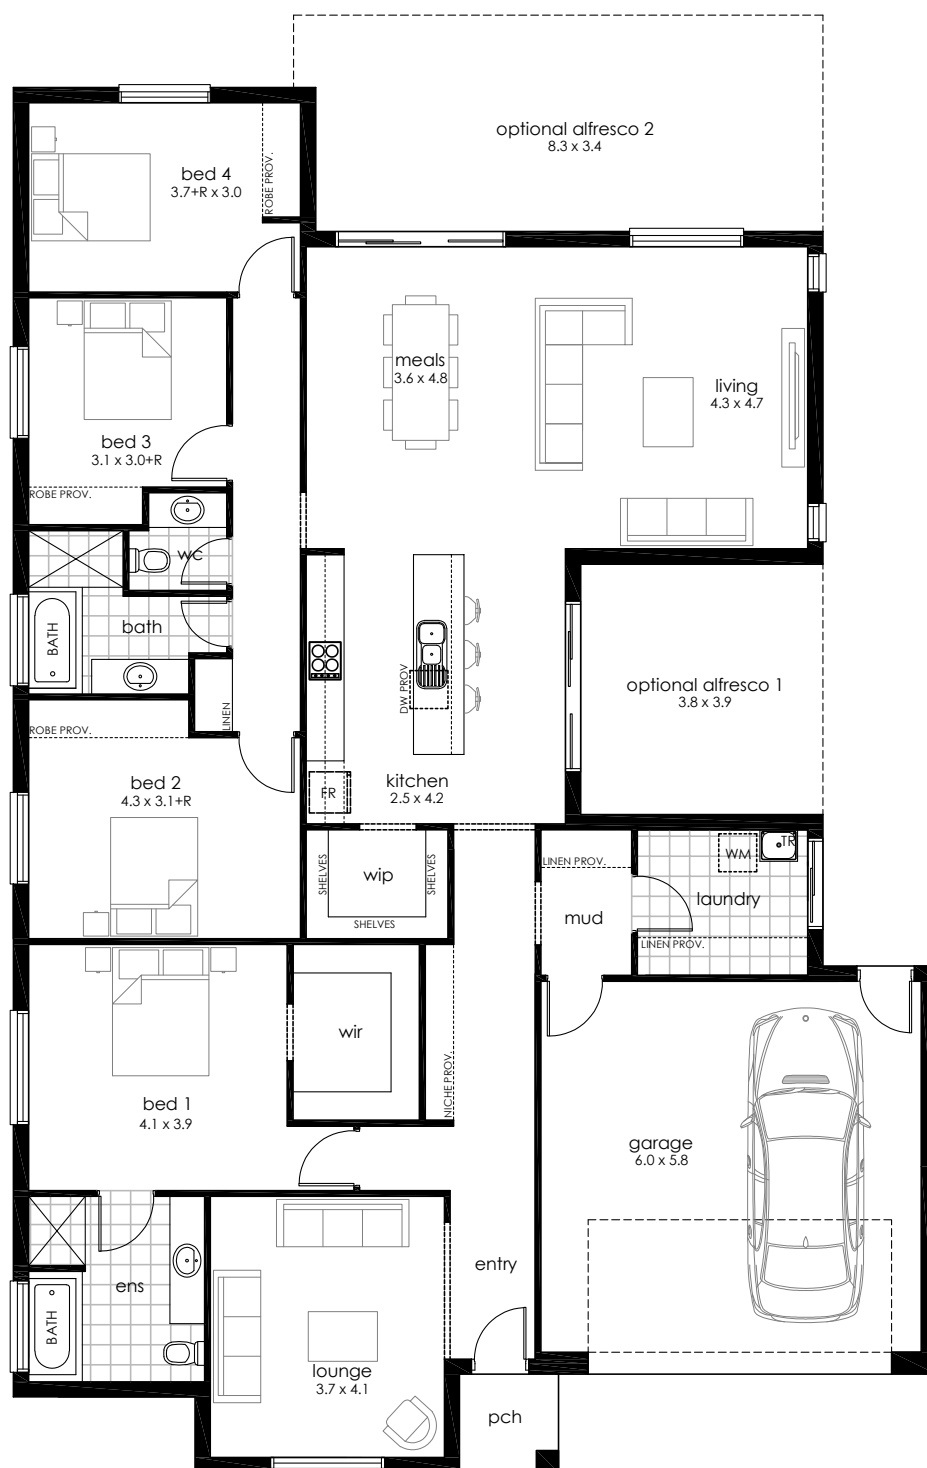 optional alfresco 2
8.3 x 3.4
bed 4
3.7+R x 3.0
ROBE PROV.
meals
3.6 x 4.8
living
4.3 x 4.7
bed 3
3.1 x 3.0+R
ROBE PROV.
wc
bath
BATH
LINEN
optional alfresco 1
3.8 x 3.9
DW PROV
ROBE PROV.
bed 2
4.3 x 3.1+R
FR
kitchen
2.5 x 4.2
SHELVES
wip
SHELVES
SHELVES
LINEN PROV.
mud
WM
TR
laundry
LINEN PROV.
wir
NICHE PROV.
bed 1
4.1 x 3.9
garage
6.0 x 5.8
ens
BATH
entry
lounge
3.7 x 4.1
pch